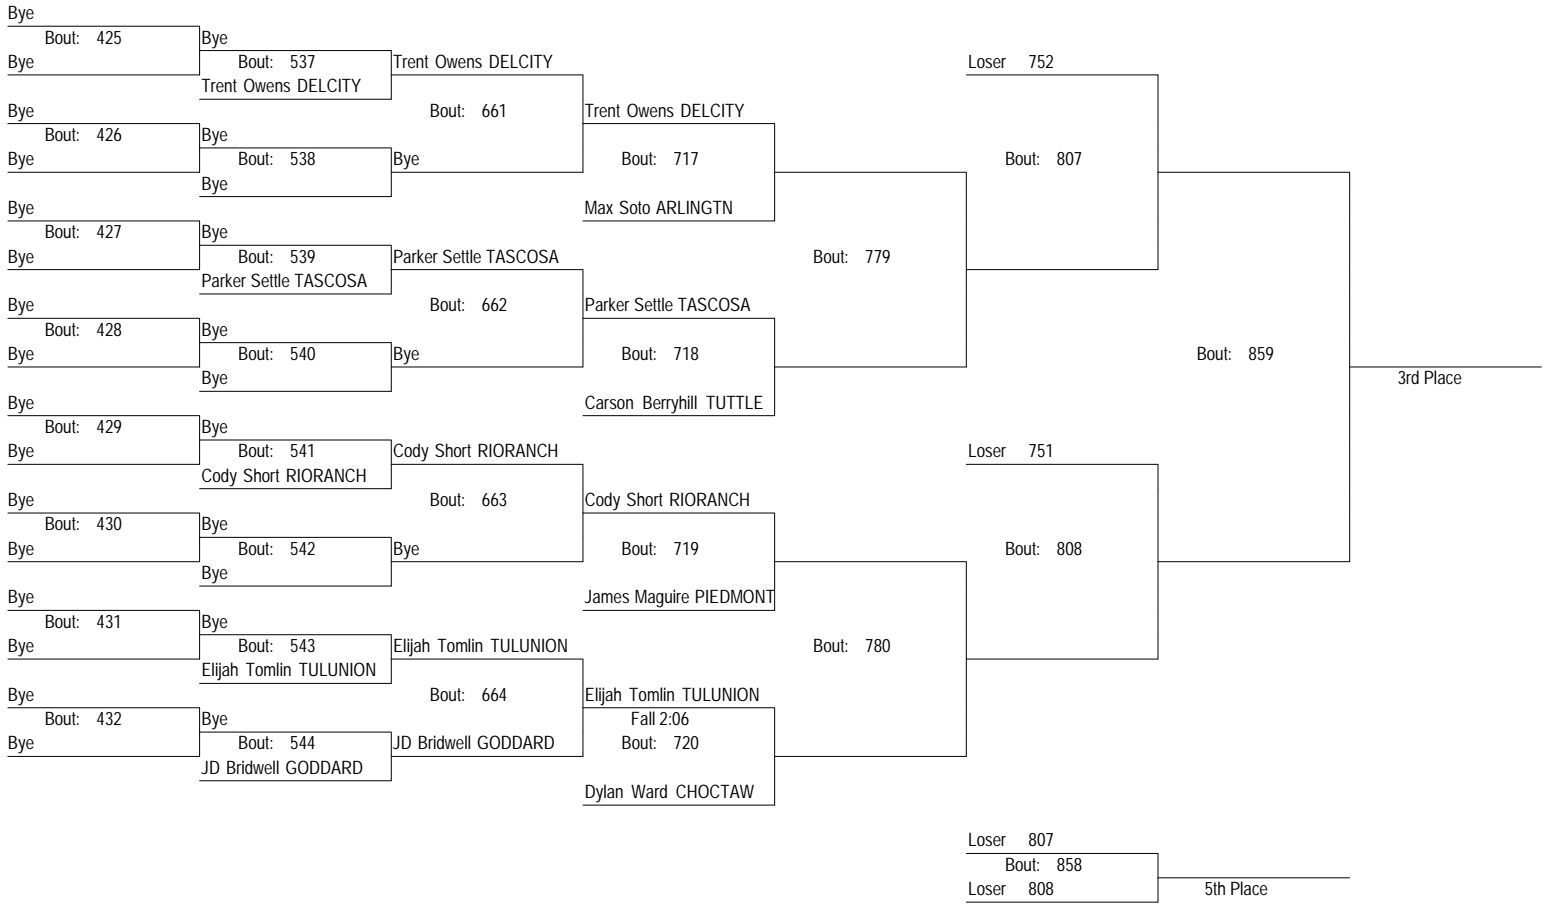 Bye
Bout: 425
Bye
Bye
Bout: 537
Trent Owens DELCITY
Trent Owens DELCITY
Bye
Bout: 426
Bye
Bye
Bout: 538
Bye
Bout: 661
Bye
Trent Owens DELCITY
Bout: 717
Max Soto ARLINGTN
Bye
Bout: 427
Bye
Bye
Bout: 539
Parker Settle TASCOSA
Parker Settle TASCOSA
Bye
Bout: 428
Bye
Bye
Bout: 540
Bye
Bout: 662
Bye
Parker Settle TASCOSA
Bout: 718
Carson Berryhill TUTTLE
Bout: 779
Bye
Bout: 429
Bye
Bye
Bout: 541
Cody Short RIORANCH
Cody Short RIORANCH
Bye
Bout: 430
Bye
Bye
Bout: 542
Bye
Bout: 663
Bye
Cody Short RIORANCH
Bout: 719
James Maguire PIEDMONT
Bye
Bout: 431
Bye
Bye
Bout: 543
Elijah Tomlin TULUNION
Elijah Tomlin TULUNION
Bye
Bout: 432
Bye
Bye
Bout: 544
JD Bridwell GODDARD
Bout: 664
JD Bridwell GODDARD
Elijah Tomlin TULUNION
Fall 2:06
Bout: 720
Dylan Ward CHOCTAW
Bout: 780
Loser 752
Bout: 807
Loser 751
Bout: 808
Bout: 859
3rd Place
Loser 807
Bout: 858
Loser 808
5th Place